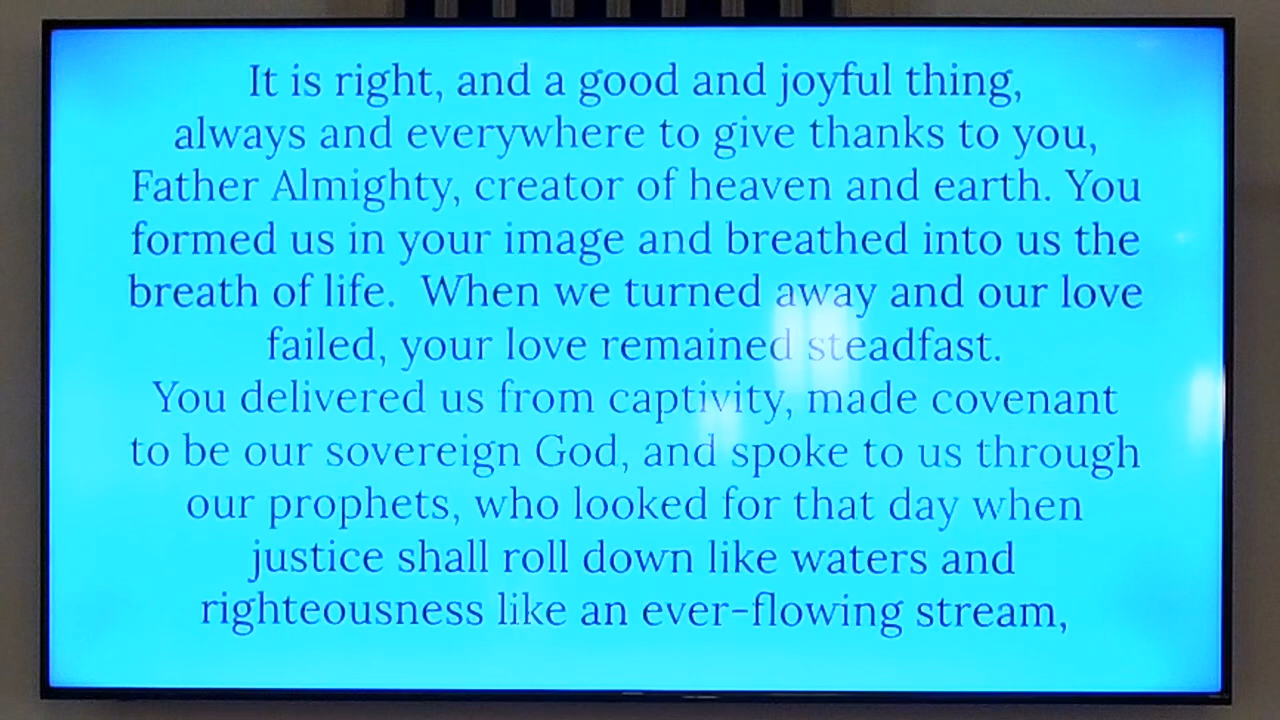 It is right, and a good and joyful thing,
always and everywhere to give thanks to you,
Father Almighty, creator of heaven and earth. You
formed us in your image and breathed into us the
breath of life.  When we turned away and our love
failed, your love remained steadfast.
You delivered us from captivity, made covenant
to be our sovereign God, and spoke to us through
our prophets, who looked for that day when
justice shall roll down like waters and
righteousness like an ever-flowing stream,